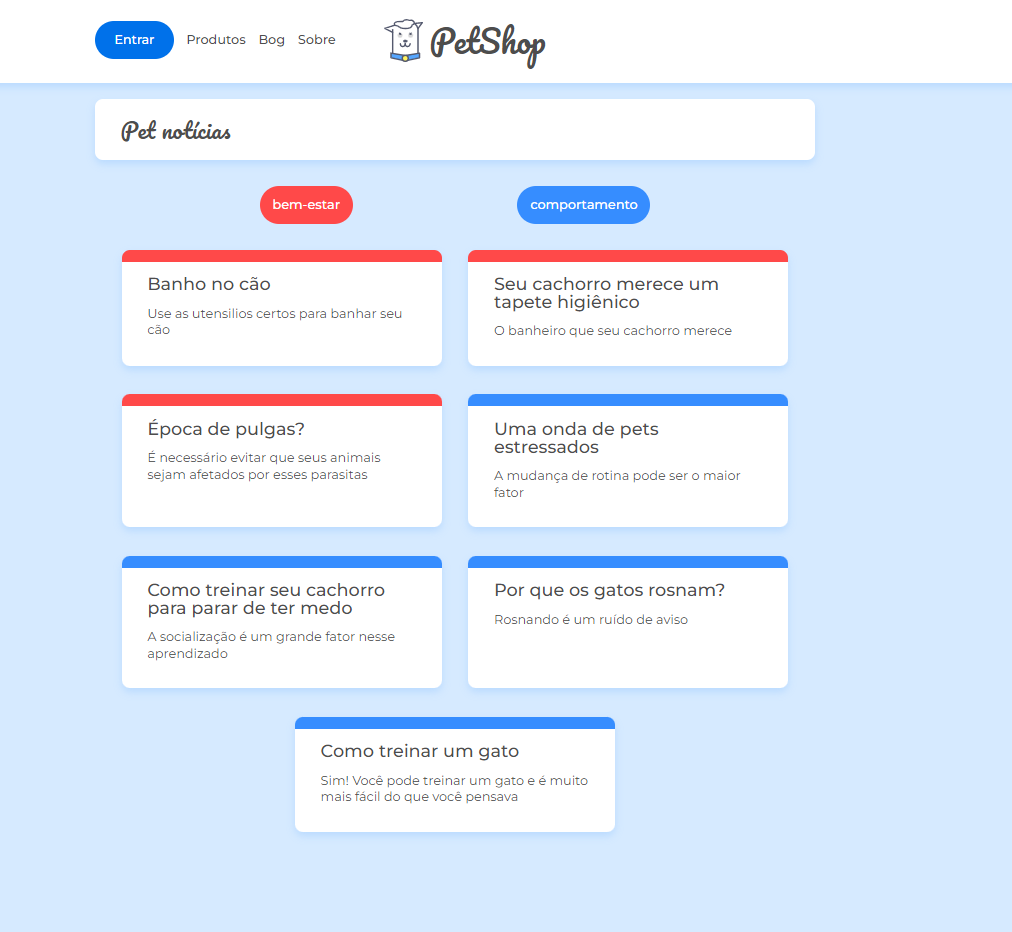 Entrar Produtos Bog Sobre PetShop
Pet notícias
bem-estar comportamento
Banho no cão
Use as utensilios certos para banhar seu
cão
Seu cachorro merece um
tapete higiênico
O banheiro que seu cachorro merece
Época de pulgas?
É necessário evitar que seus animais
sejam afetados por esses parasitas
Uma onda de pets
estressados
A mudança de rotina pode ser o maior
fator
Como treinar seu cachorro
para parar de ter medo
A socialização é um grande fator nesse
aprendizado
Por que os gatos rosnam?
Rosnando é um ruído de aviso
Como treinar um gato
Sim! Você pode treinar um gato e é muito
mais fácil do que você pensava